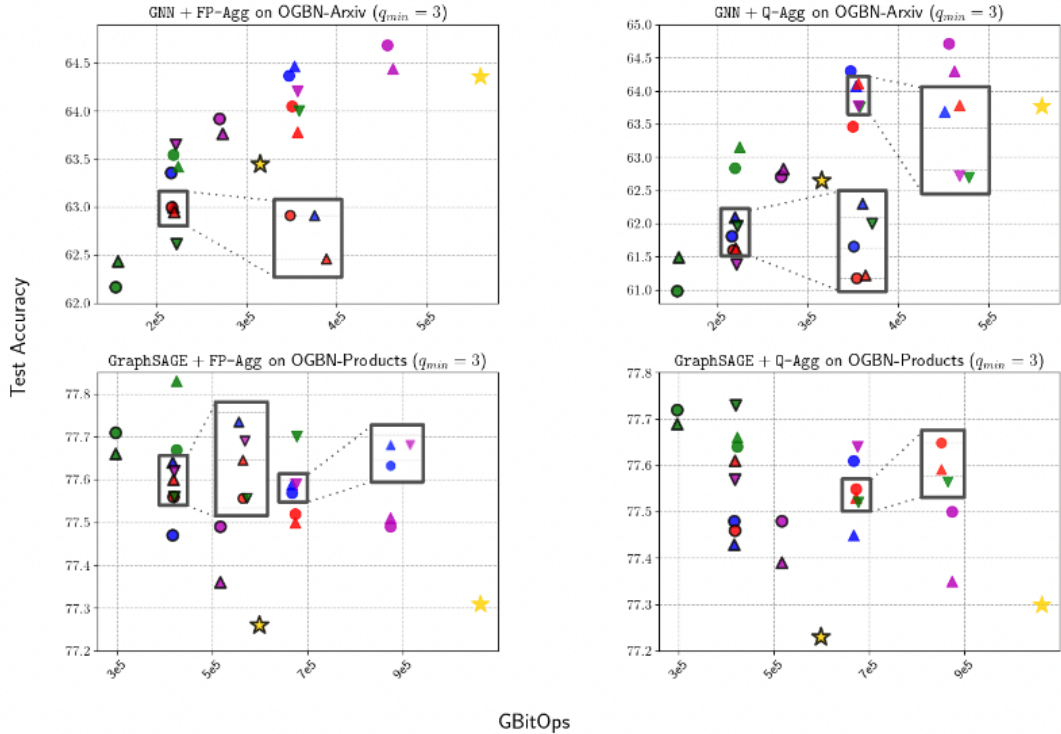 GNN + FP-Agg on OGBN-Arxiv (q_min = 3)
64.5
64.0
63.5
63.0
62.5
62.0
2e5
3e5
4e5
5e5
GNN + Q-Agg on OGBN-Arxiv (q_min = 3)
65.0
64.5
64.0
63.5
63.0
62.5
62.0
61.5
61.0
2e5
3e5
4e5
5e5
Test Accuracy
GraphSAGE + FP-Agg on OGBN-Products (q_min = 3)
77.8
77.7
77.6
77.5
77.4
77.3
77.2
3e5
5e5
7e5
9e5
GraphSAGE + Q-Agg on OGBN-Products (q_min = 3)
77.8
77.7
77.6
77.5
77.4
77.3
77.2
3e5
5e5
7e5
9e5
GBitOps